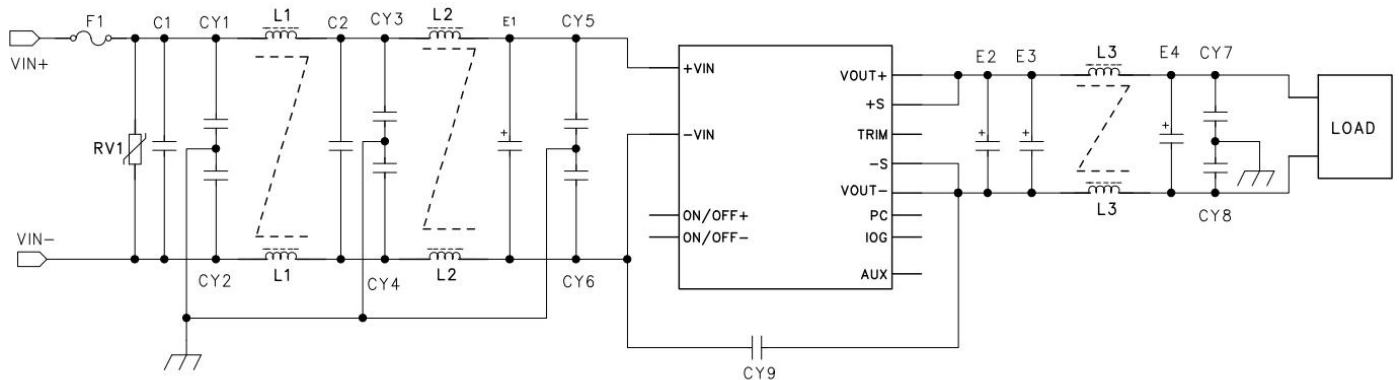 F1
C1
CY1
L1
C2
CY3
L2
E1
CY5
VIN+
RV1
VIN-
CY2
L1
CY4
L2
CY6
+VIN
-VIN
ON/OFF+
ON/OFF-
VOUT+
+S
TRIM
-S
VOUT-
PC
IOG
AUX
CY9
E2
E3
L3
E4
CY7
+
+
+
+
L3
CY8
LOAD